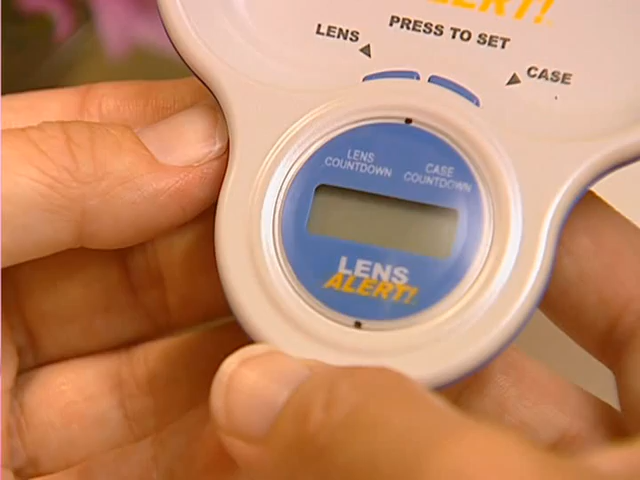 ALERT!
PRESS TO SET
LENS
CASE
LENS COUNTDOWN
CASE COUNTDOWN
LENS
ALERT!